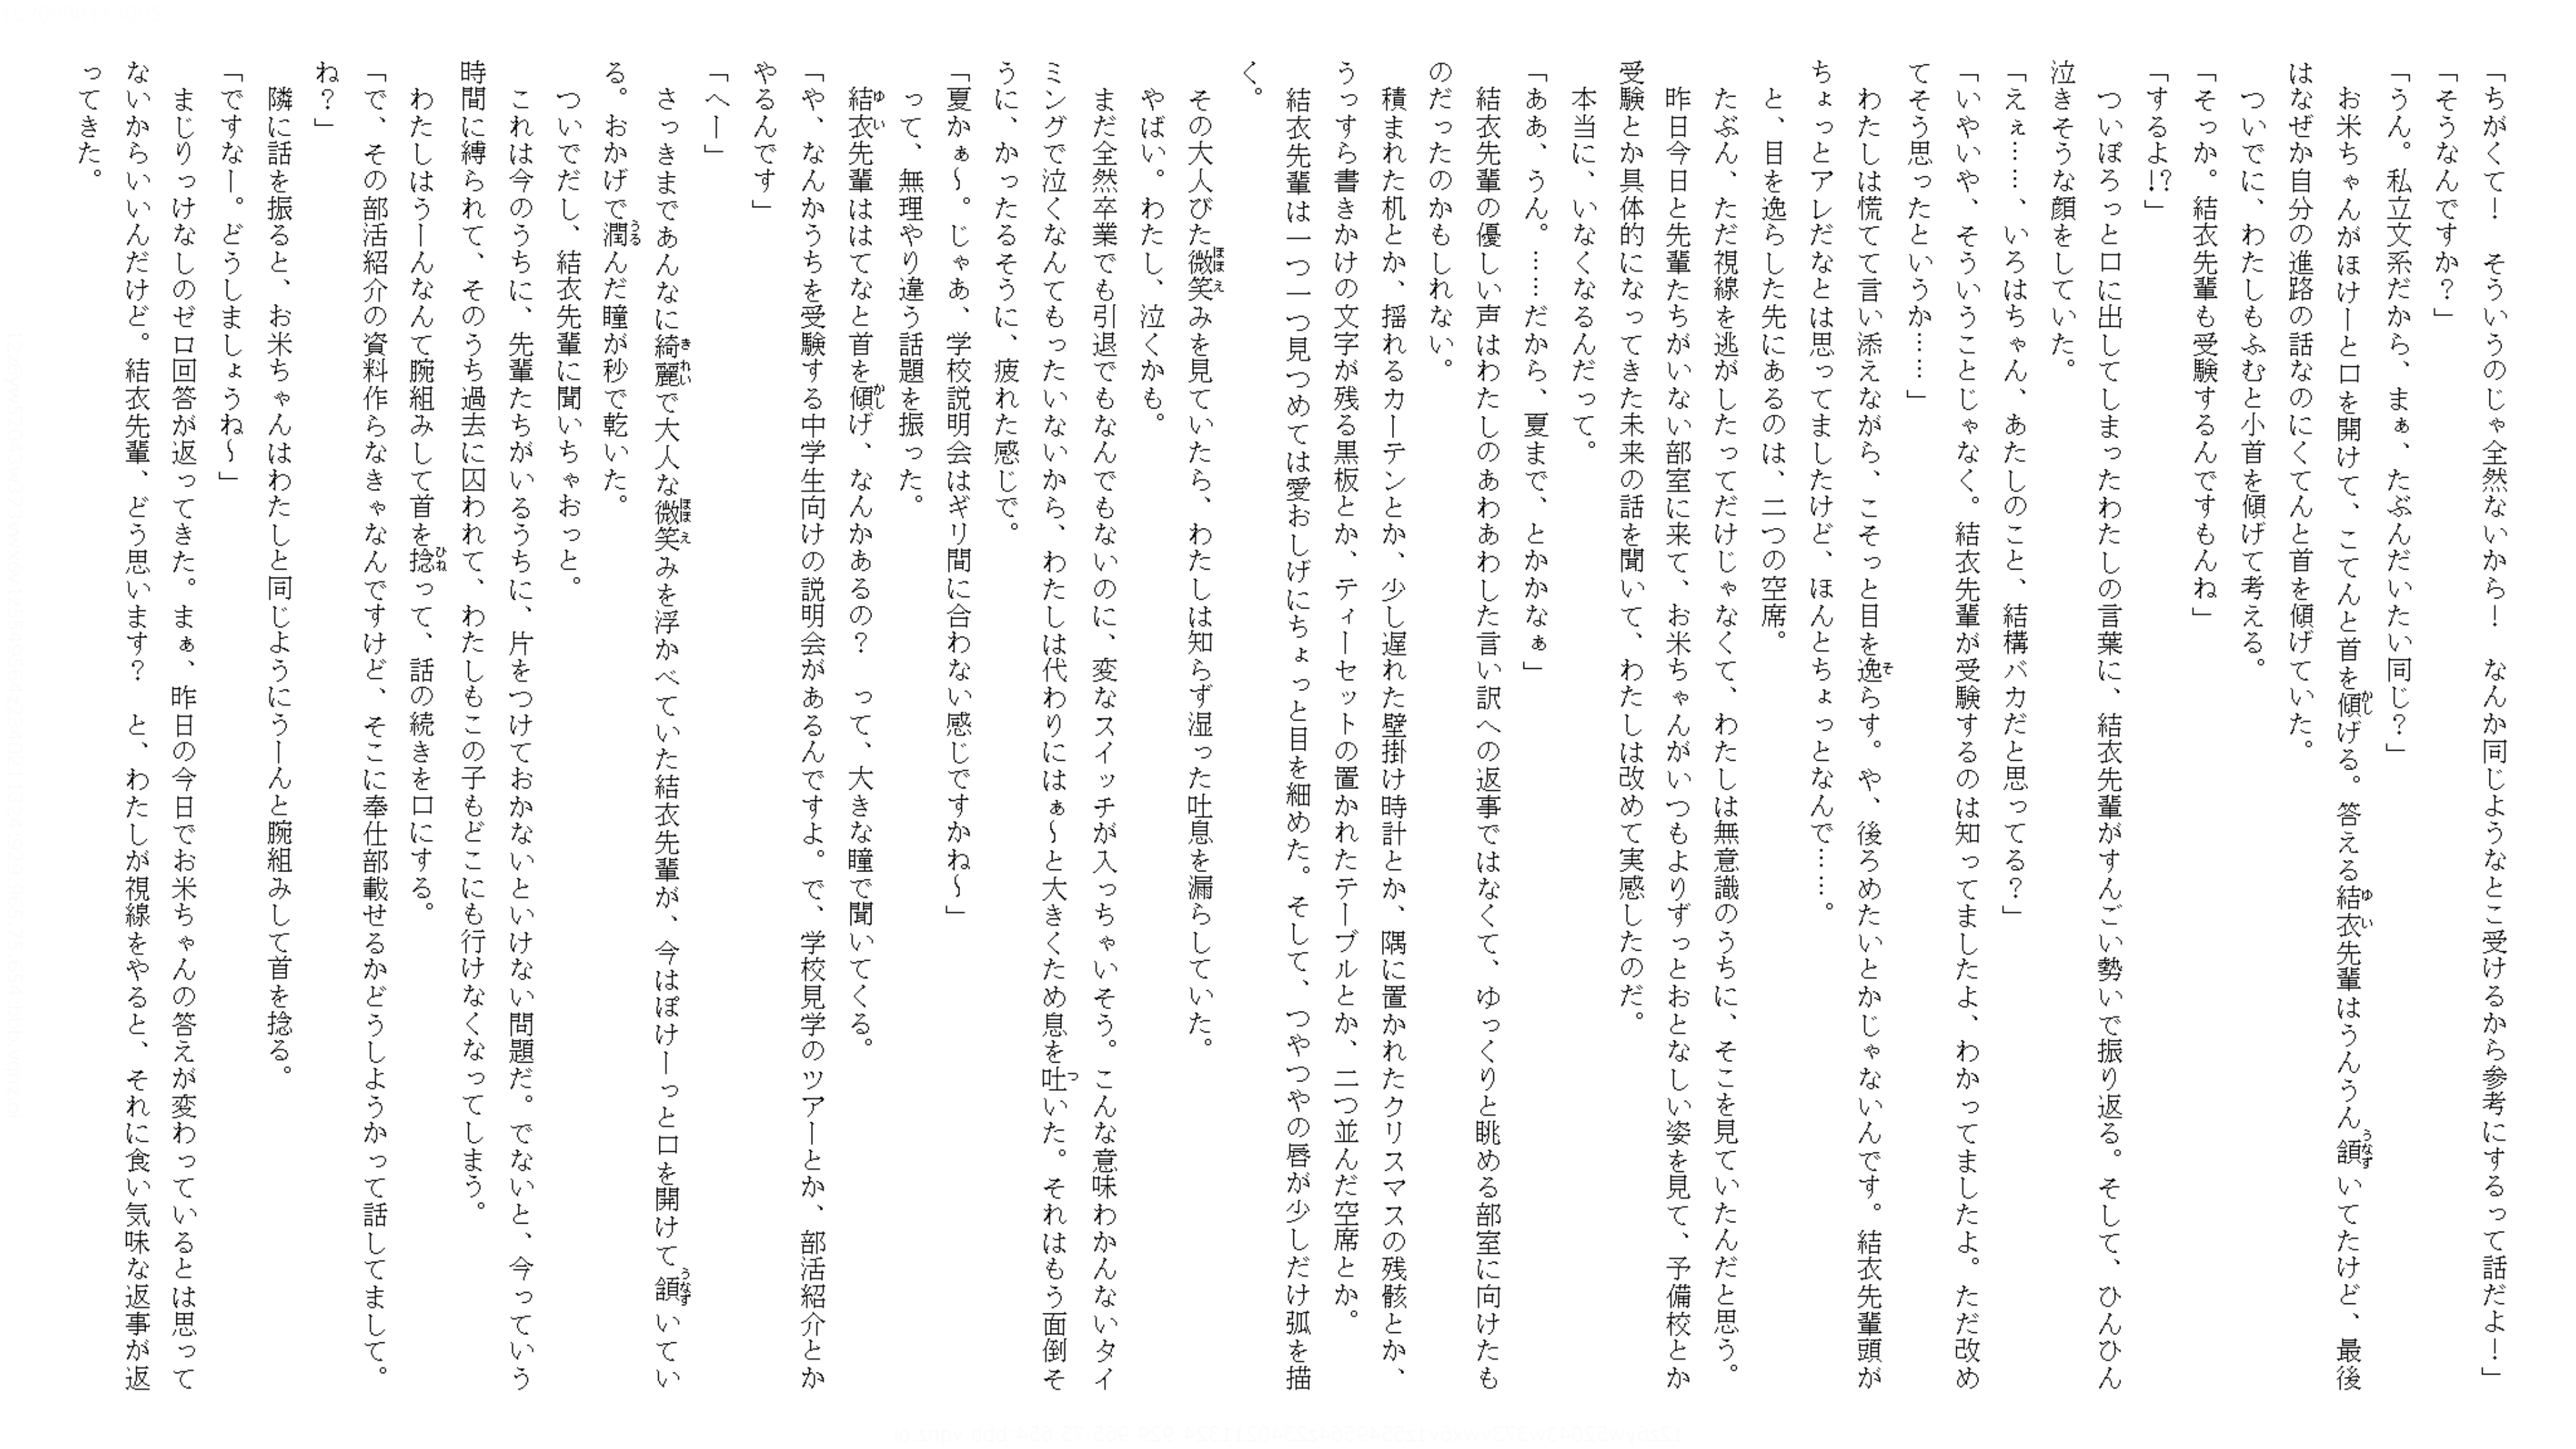 「ちがくて！　そういうのじゃ全然ないから！　なんか同じようなとこ受けるから参考にするって話だよ！」
「そうなんですか？」
「うん。私立文系だから、まぁ、たぶんだいたい同じ？」
　お米ちゃんがほけーと口を開けて、こてんと首を傾げる。答える結衣先輩はうんうん頷いてたけど、最後
はなぜか自分の進路の話なのにくてんと首を傾げていた。
　ついでに、わたしもふむと小首を傾げて考える。
「そっか。結衣先輩も受験するんですもんね」
「するよ!?」
　ついぽろっと口に出してしまったわたしの言葉に、結衣先輩がすんごい勢いで振り返る。そして、ひんひん
泣きそうな顔をしていた。
「えぇ……、いろはちゃん、あたしのこと、結構バカだと思ってる？」
「いやいや、そういうことじゃなく。結衣先輩が受験するのは知ってましたよ、わかってましたよ。ただ改め
てそう思ったというか……」
　わたしは慌てて言い添えながら、こそっと目を逸らす。や、後ろめたいとかじゃないんです。結衣先輩頭が
ちょっとアレだなとは思ってましたけど、ほんとちょっとなんで……。
　と、目を逸らした先にあるのは、二つの空席。
　たぶん、ただ視線を逃がしたってだけじゃなくて、わたしは無意識のうちに、そこを見ていたんだと思う。
　昨日今日と先輩たちがいない部室に来て、お米ちゃんがいつもよりずっとおとなしい姿を見て、予備校とか
受験とか具体的になってきた未来の話を聞いて、わたしは改めて実感したのだ。
　本当に、いなくなるんだって。
「ああ、うん。……だから、夏まで、とかかなぁ」
　結衣先輩の優しい声はわたしのあわあわした言い訳への返事ではなくて、ゆっくりと眺める部室に向けたも
のだったのかもしれない。
　積まれた机とか、揺れるカーテンとか、少し遅れた壁掛け時計とか、隅に置かれたクリスマスの残骸とか、
うっすら書きかけの文字が残る黒板とか、ティーセットの置かれたテーブルとか、二つ並んだ空席とか。
　結衣先輩は一つ一つ見つめては愛おしげにちょっと目を細めた。そして、つやつやの唇が少しだけ弧を描
く。
　その大人びた微笑みを見ていたら、わたしは知らず湿った吐息を漏らしていた。
　やばい。わたし、泣くかも。
　まだ全然卒業でも引退でもなんでもないのに、変なスイッチが入っちゃいそう。こんな意味わかんないタイ
ミングで泣くなんてもったいないから、わたしは代わりにはぁ～と大きくため息を吐いた。それはもう面倒そ
うに、かったるそうに、疲れた感じで。
「夏かぁ～。じゃあ、学校説明会はギリ間に合わない感じですかね～」
　って、無理やり違う話題を振った。
　結衣先輩ははてなと首を傾げ、なんかあるの？　って、大きな瞳で聞いてくる。
「や、なんかうちを受験する中学生向けの説明会があるんですよ。で、学校見学のツアーとか、部活紹介とか
やるんです」
「へー」
　さっきまであんなに綺麗で大人な微笑みを浮かべていた結衣先輩が、今はぽけーっと口を開けて頷いてい
る。おかげで潤んだ瞳が秒で乾いた。
　ついでだし、結衣先輩に聞いちゃおっと。
　これは今のうちに、先輩たちがいるうちに、片をつけておかないといけない問題だ。でないと、今っていう
時間に縛られて、そのうち過去に囚われて、わたしもこの子もどこにも行けなくなってしまう。
　わたしはうーんなんて腕組みして首を捻って、話の続きを口にする。
「で、その部活紹介の資料作らなきゃなんですけど、そこに奉仕部載せるかどうしようかって話してまして。
ね？」
　隣に話を振ると、お米ちゃんはわたしと同じようにうーんと腕組みして首を捻る。
「ですなー。どうしましょうね～」
　まじりっけなしのゼロ回答が返ってきた。まぁ、昨日の今日でお米ちゃんの答えが変わっているとは思って
ないからいいんだけど。結衣先輩、どう思います？　と、わたしが視線をやると、それに食い気味な返事が返
ってきた。